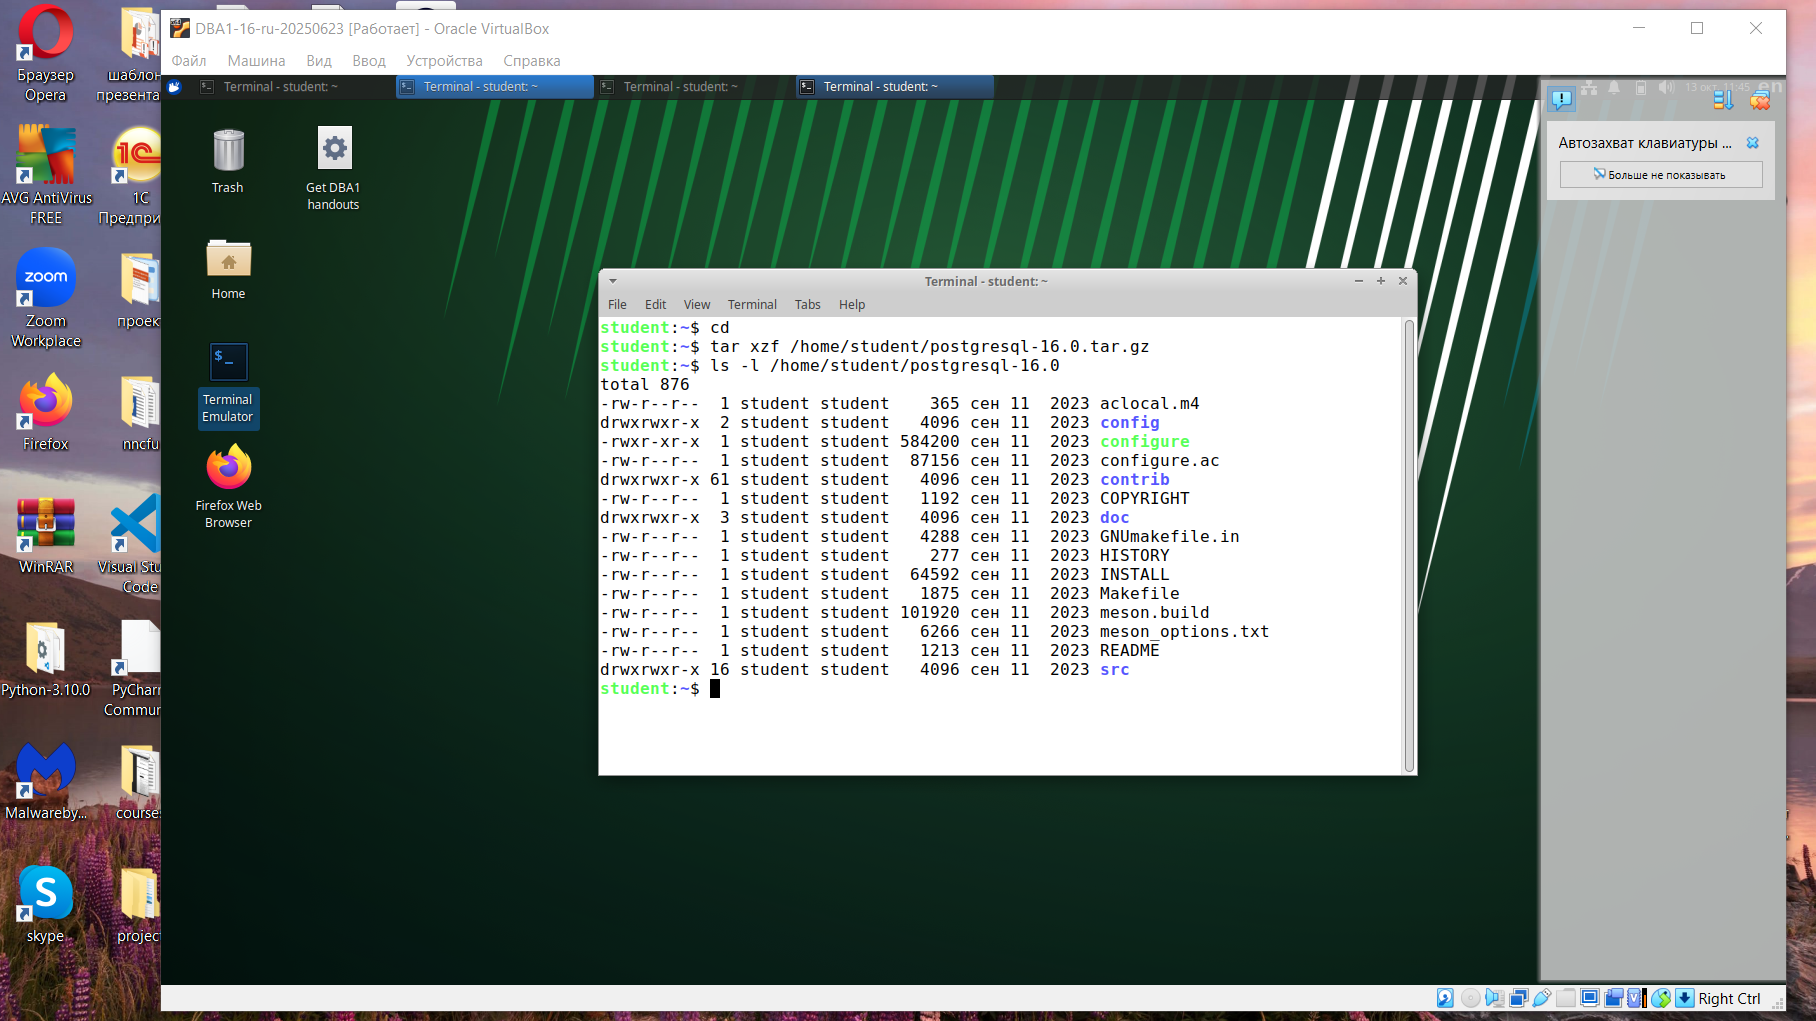 DBA1-16-ru-20250623 [Работает] - Oracle VirtualBox
Файл Машина Вид Ввод Устройства Справка
Terminal - student: ~
Terminal - student: ~
Terminal - student: ~
Terminal - student: ~
13 окт, 11:45 en
Браузер Opera
шаблон презента
AVG AntiVirus FREE
1C Предпри
zoom
Zoom Workplace
проек
Firefox
nncfu
WinRAR
Visual Stu Code
Python-3.10.0
PyCharm Commun
Malwareby...
course
skype
project
Trash
Get DBA1 handouts
Home
Terminal Emulator
Firefox Web Browser
Автозахват клавиатуры ...
Больше не показывать
Terminal - student: ~
File Edit View Terminal Tabs Help
student:~$ cd
student:~$ tar xzf /home/student/postgresql-16.0.tar.gz
student:~$ ls -l /home/student/postgresql-16.0
total 876
-rw-r--r-- 1 student student 365 сен 11 2023 aclocal.m4
drwxrwxr-x 2 student student 4096 сен 11 2023 config
-rwxr-xr-x 1 student student 584200 сен 11 2023 configure
-rw-r--r-- 1 student student 87156 сен 11 2023 configure.ac
drwxrwxr-x 61 student student 4096 сен 11 2023 contrib
-rw-r--r-- 1 student student 1192 сен 11 2023 COPYRIGHT
drwxrwxr-x 3 student student 4096 сен 11 2023 doc
-rw-r--r-- 1 student student 4288 сен 11 2023 GNUmakefile.in
-rw-r--r-- 1 student student 277 сен 11 2023 HISTORY
-rw-r--r-- 1 student student 64592 сен 11 2023 INSTALL
-rw-r--r-- 1 student student 1875 сен 11 2023 Makefile
-rw-r--r-- 1 student student 101920 сен 11 2023 meson.build
-rw-r--r-- 1 student student 6266 сен 11 2023 meson_options.txt
-rw-r--r-- 1 student student 1213 сен 11 2023 README
drwxrwxr-x 16 student student 4096 сен 11 2023 src
student:~$
Right Ctrl